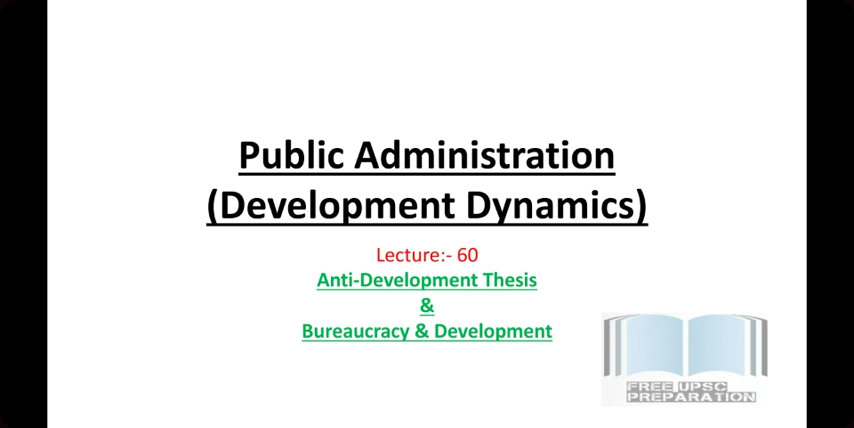 Public Administration
(Development Dynamics)
Lecture:- 60
Anti-Development Thesis
&
Bureaucracy & Development
FREE UPSC
PREPARATION